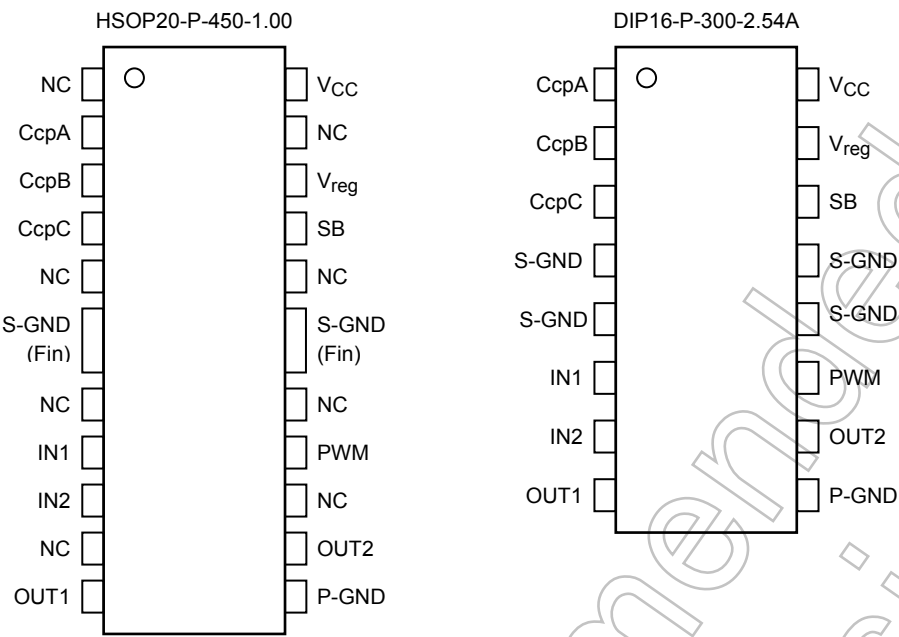 HSOP20-P-450-1.00
NC
CcpA
CcpB
CcpC
NC
S-GND
(Fin)
NC
IN1
IN2
NC
OUT1
VCC
NC
Vreg
SB
NC
S-GND
(Fin)
NC
PWM
NC
OUT2
P-GND
DIP16-P-300-2.54A
CcpA
CcpB
CcpC
S-GND
S-GND
IN1
IN2
OUT1
VCC
Vreg
SB
S-GND
S-GND
PWM
OUT2
P-GND